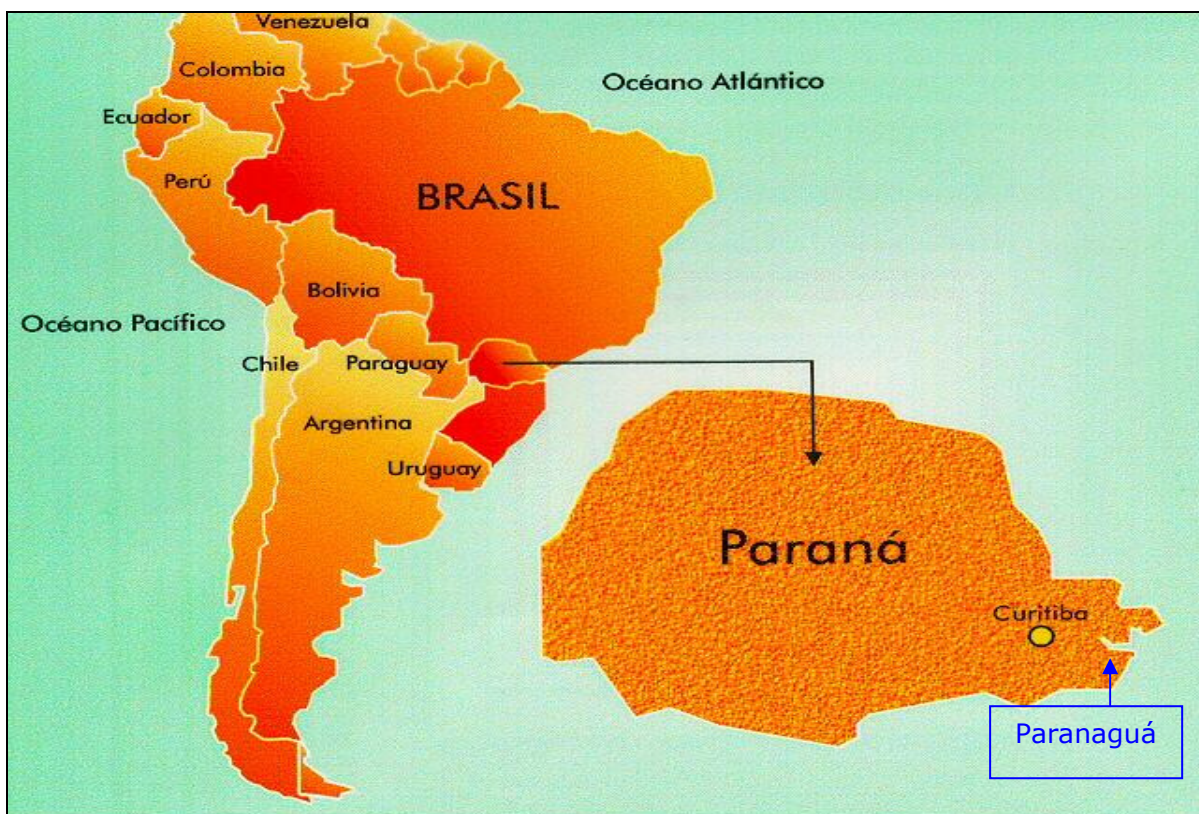 Venezuela
Colombia
Océano Atlántico
Ecuador
Perú
BRASIL
Bolivia
Océano Pacífico
Chile
Paraguay
Argentina
Uruguay
Paraná
Curitiba
Paranaguá